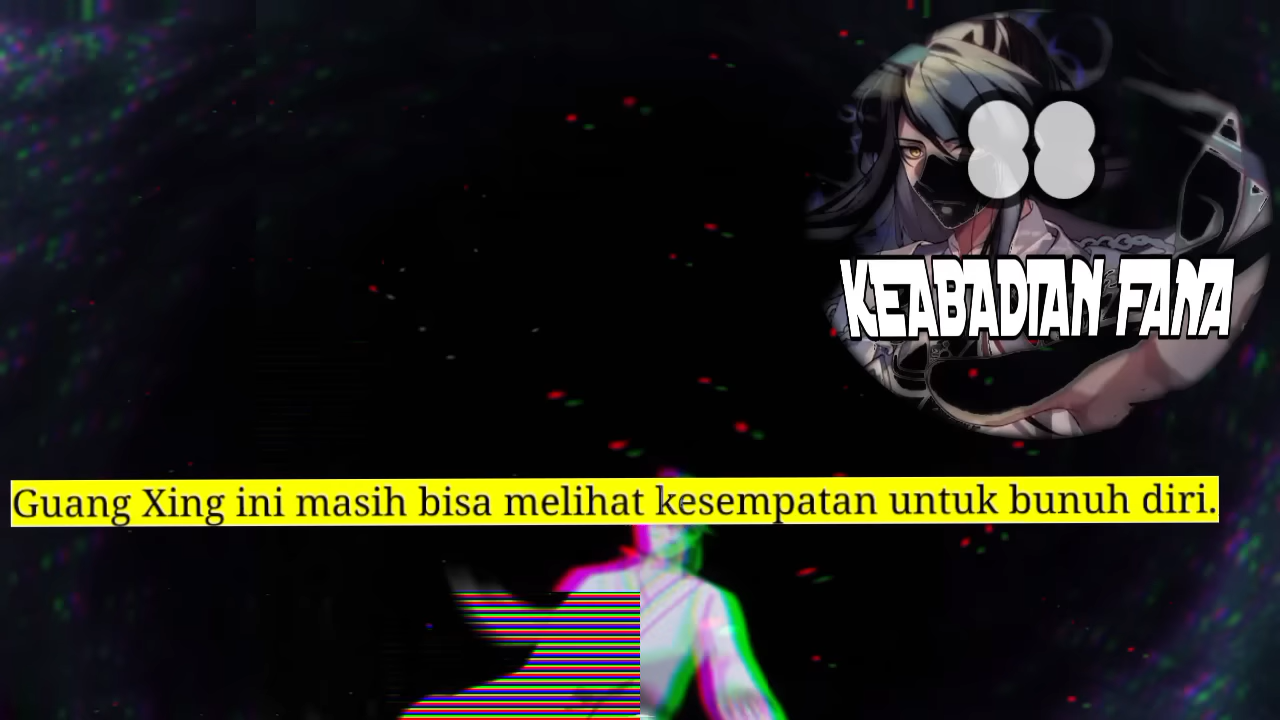 88
KEABADIAN FANA
Guang Xing ini masih bisa melihat kesempatan untuk bunuh diri.